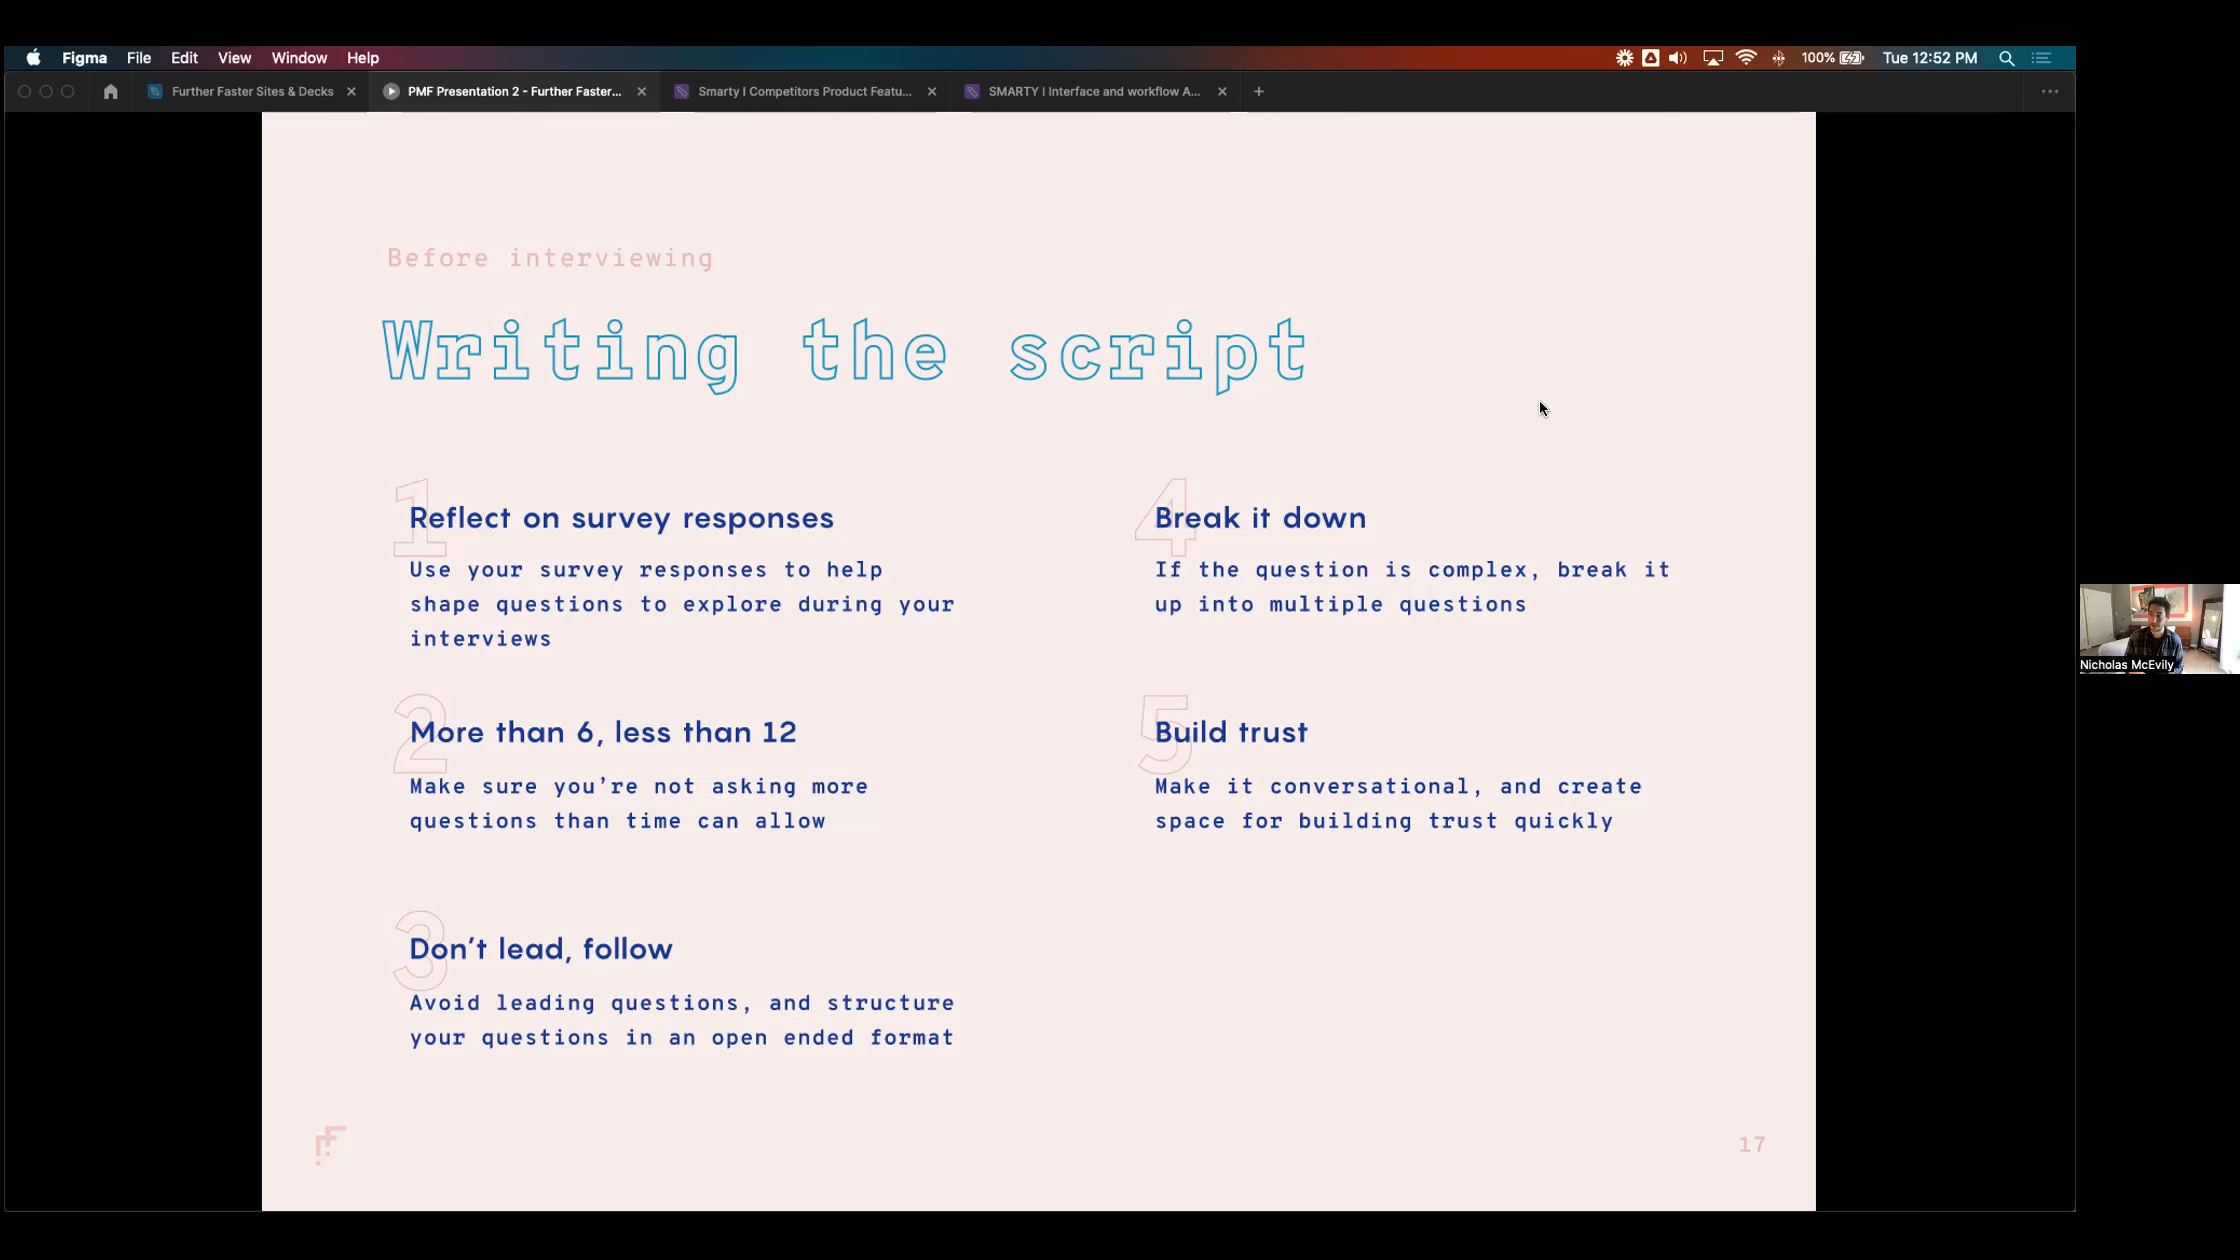 Figma File Edit View Window Help 100% Tue 12:52 PM
Further Faster Sites & Decks PMF Presentation 2 - Further Faster... Smarty I Competitors Product Featu... SMARTY I Interface and workflow A...
Before interviewing
Writing the script
1
Reflect on survey responses
Use your survey responses to help
shape questions to explore during your
interviews
2
More than 6, less than 12
Make sure you’re not asking more
questions than time can allow
3
Don’t lead, follow
Avoid leading questions, and structure
your questions in an open ended format
4
Break it down
If the question is complex, break it
up into multiple questions
5
Build trust
Make it conversational, and create
space for building trust quickly
17
Nicholas McEvily